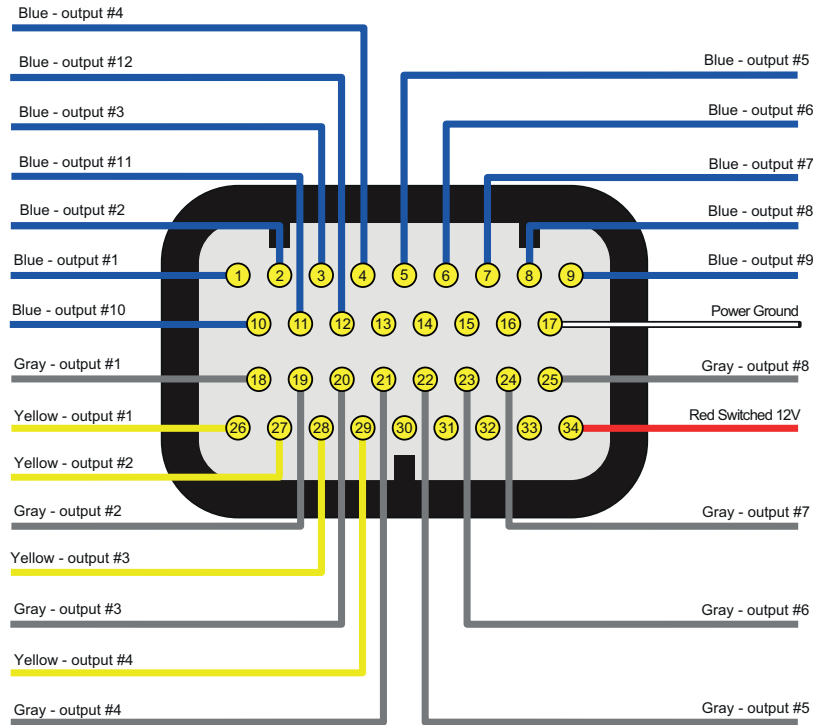 Blue - output #4
Blue - output #12
Blue - output #5
Blue - output #3
Blue - output #6
Blue - output #11
Blue - output #7
Blue - output #2
Blue - output #8
Blue - output #1
1 2 3 4 5 6 7 8 9
Blue - output #9
Blue - output #10
10 11 12 13 14 15 16 17
Power Ground
Gray - output #1
18 19 20 21 22 23 24 25
Gray - output #8
Yellow - output #1
26 27 28 29 30 31 32 33 34
Red Switched 12V
Yellow - output #2
Gray - output #2
Gray - output #7
Yellow - output #3
Gray - output #3
Gray - output #6
Yellow - output #4
Gray - output #4
Gray - output #5